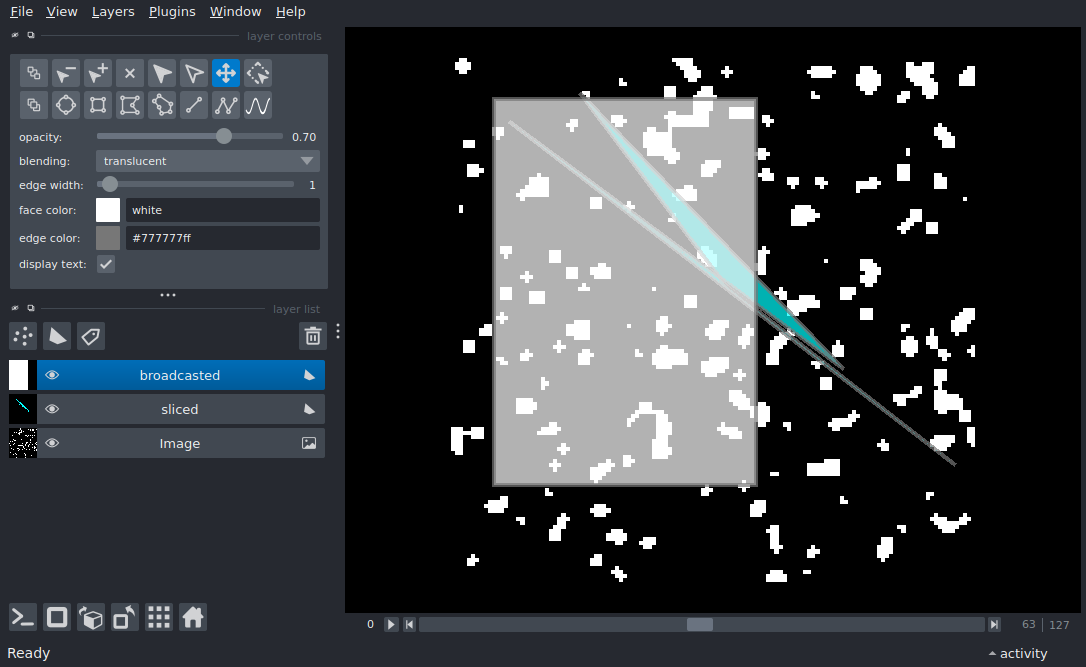 File View Layers Plugins Window Help
layer controls
opacity: 0.70
blending: translucent
edge width: 1
face color: white
edge color: #777777ff
display text:
layer list
broadcasted
sliced
Image
0 63 127
Ready activity